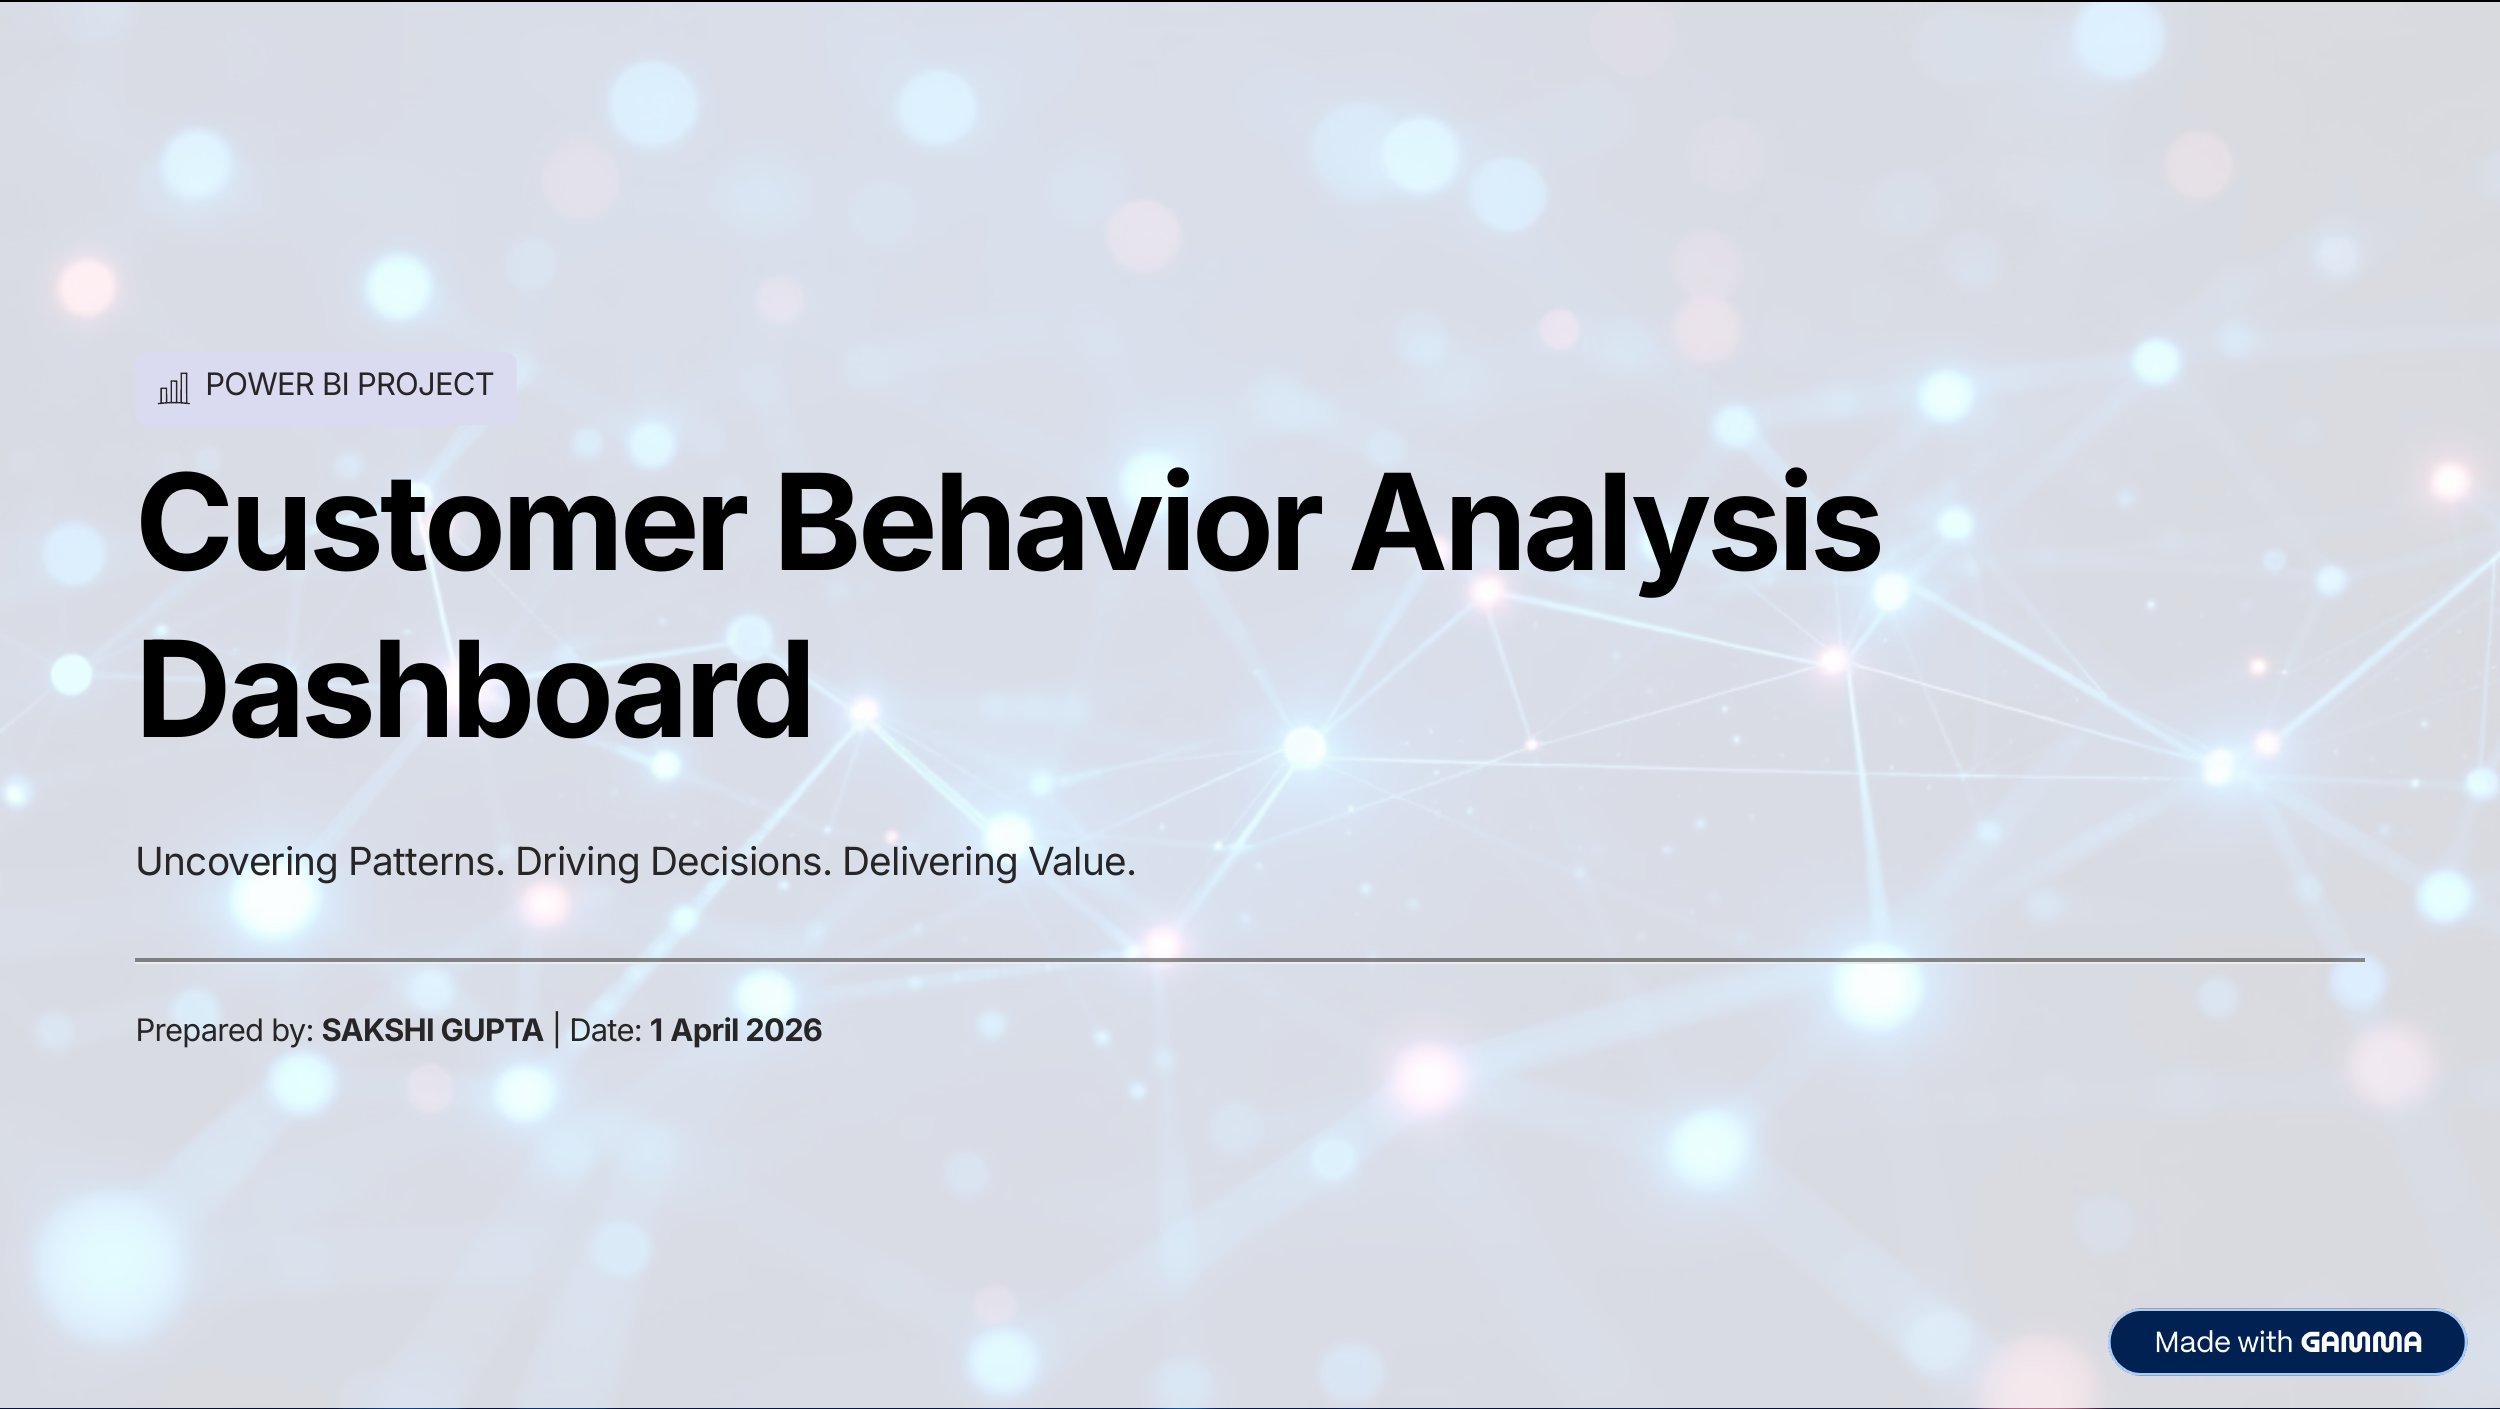 POWER BI PROJECT
Customer Behavior Analysis
Dashboard
Uncovering Patterns. Driving Decisions. Delivering Value.
Prepared by: SAKSHI GUPTA | Date: 1 April 2026
Made with GAMMA